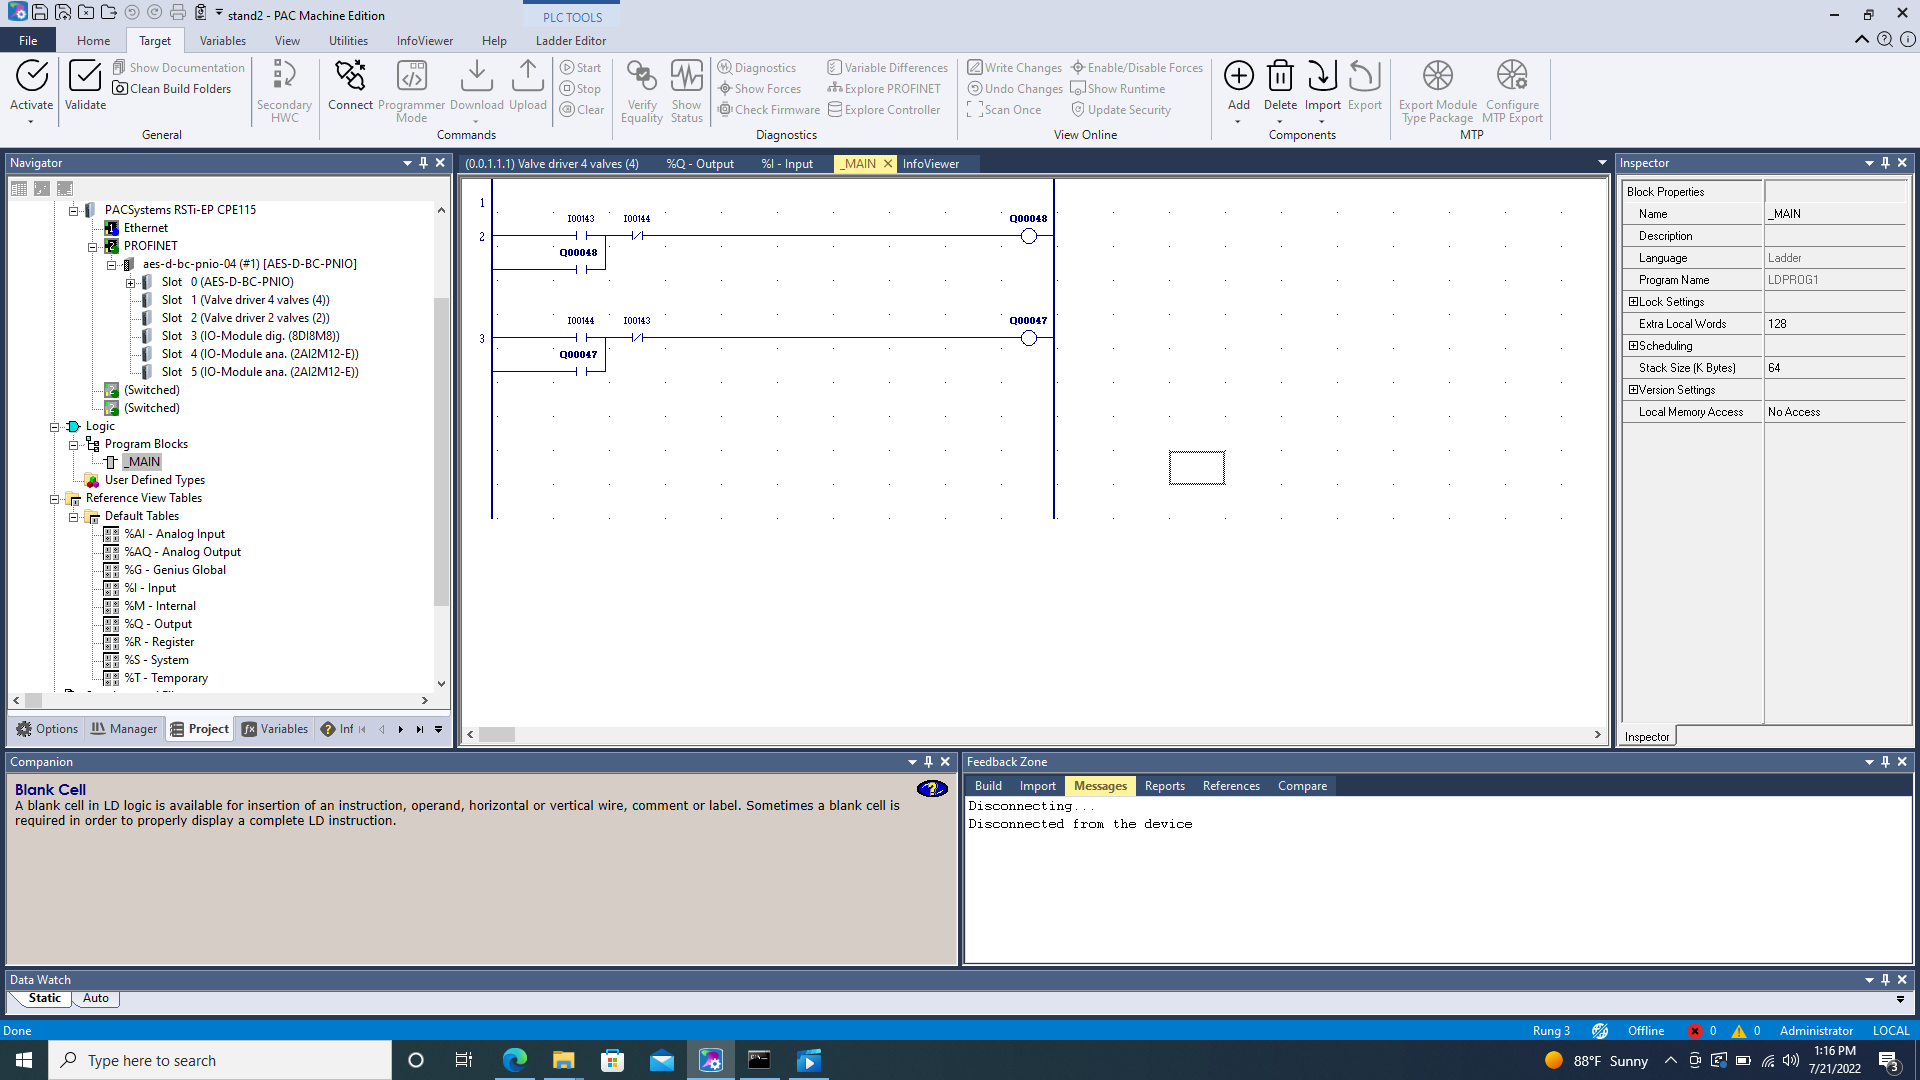 stand2 - PAC Machine Edition
PLC TOOLS
File Home Target Variables View Utilities InfoViewer Help Ladder Editor
Activate
Validate
Show Documentation
Clean Build Folders
General
Secondary HWC
Connect
Programmer Mode
Download
Upload
Start
Stop
Clear
Commands
Verify Equality
Show Status
Diagnostics
Show Forces
Check Firmware
Variable Differences
Explore PROFINET
Explore Controller
Diagnostics
Write Changes
Undo Changes
Scan Once
Enable/Disable Forces
Show Runtime
Update Security
View Online
Add
Delete
Import
Export
Components
Export Module Type Package
Configure MTP Export
MTP
Navigator
PACSystems RSTi-EP CPE115
Ethernet
PROFINET
aes-d-bc-pnio-04 (#1) [AES-D-BC-PNIO]
Slot 0 (AES-D-BC-PNIO)
Slot 1 (Valve driver 4 valves (4))
Slot 2 (Valve driver 2 valves (2))
Slot 3 (IO-Module dig. (8DI8M8))
Slot 4 (IO-Module ana. (2AI2M12-E))
Slot 5 (IO-Module ana. (2AI2M12-E))
(Switched)
(Switched)
Logic
Program Blocks
_MAIN
User Defined Types
Reference View Tables
Default Tables
%AI - Analog Input
%AQ - Analog Output
%G - Genius Global
%I - Input
%M - Internal
%Q - Output
%R - Register
%S - System
%T - Temporary
Options Manager Project Variables Inf
(0.0.1.1.1) Valve driver 4 valves (4) %Q - Output %I - Input _MAIN InfoViewer
1
I00143 I00144 Q00048
2
Q00048
I00144 I00143 Q00047
3
Q00047
Inspector
Block Properties
Name _MAIN
Description
Language Ladder
Program Name LDPROG1
Lock Settings
Extra Local Words 128
Scheduling
Stack Size (K Bytes) 64
Version Settings
Local Memory Access No Access
Inspector
Companion
Blank Cell
A blank cell in LD logic is available for insertion of an instruction, operand, horizontal or vertical wire, comment or label. Sometimes a blank cell is
required in order to properly display a complete LD instruction.
Feedback Zone
Build Import Messages Reports References Compare
Disconnecting...
Disconnected from the device
Data Watch
Static Auto
Done
Rung 3 Offline 0 0 Administrator LOCAL
Type here to search
88°F Sunny
1:16 PM
7/21/2022
3